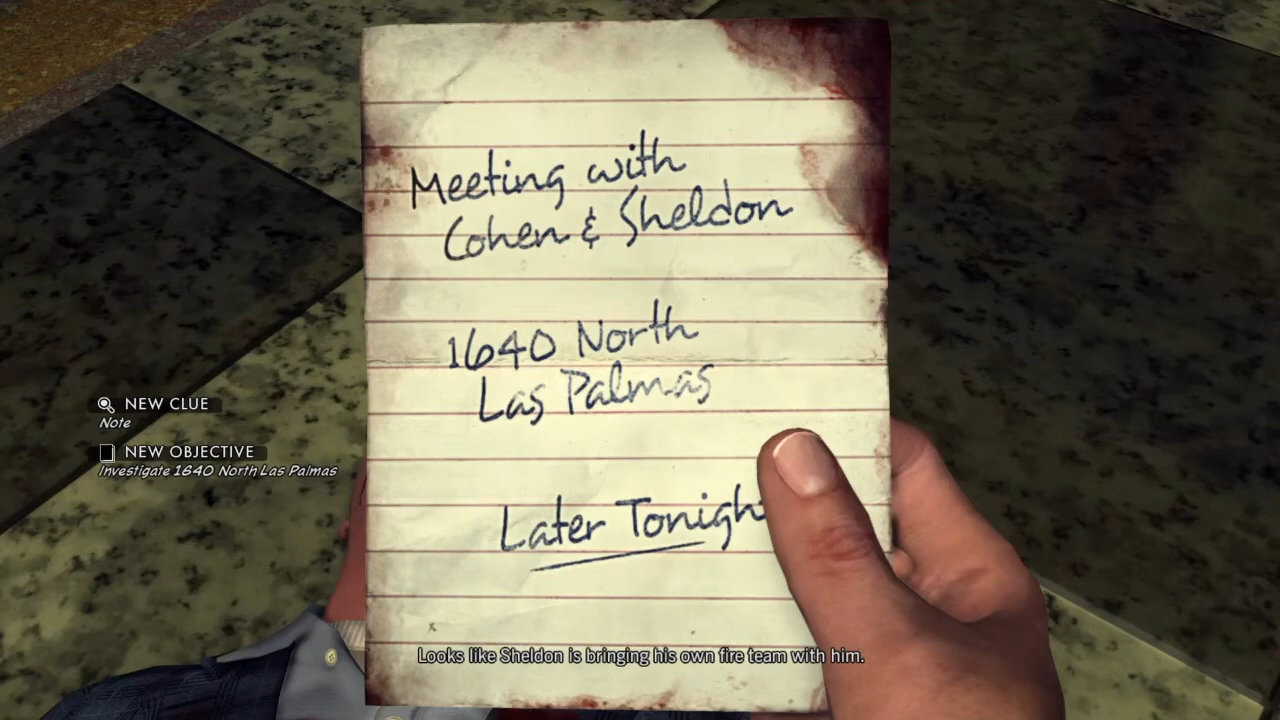 Meeting with
Cohen & Sheldon
1640 North
Las Palmas
Later Tonigh
NEW CLUE
Note
NEW OBJECTIVE
Investigate 1640 North Las Palmas
Looks like Sheldon is bringing his own fire team with him.